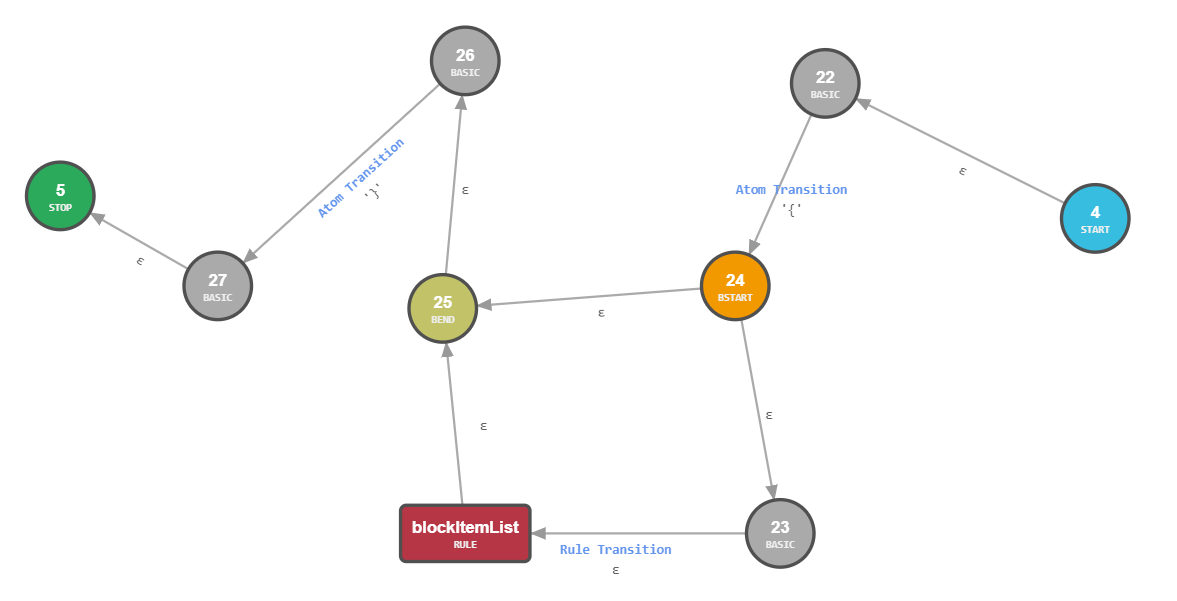 26
BASIC
22
BASIC
Atom Transition
'}'
ε
5
STOP
ε
Atom Transition
'{'
ε
4
START
27
BASIC
ε
25
BEND
ε
24
BSTART
ε
ε
blockItemList
RULE
Rule Transition
ε
23
BASIC